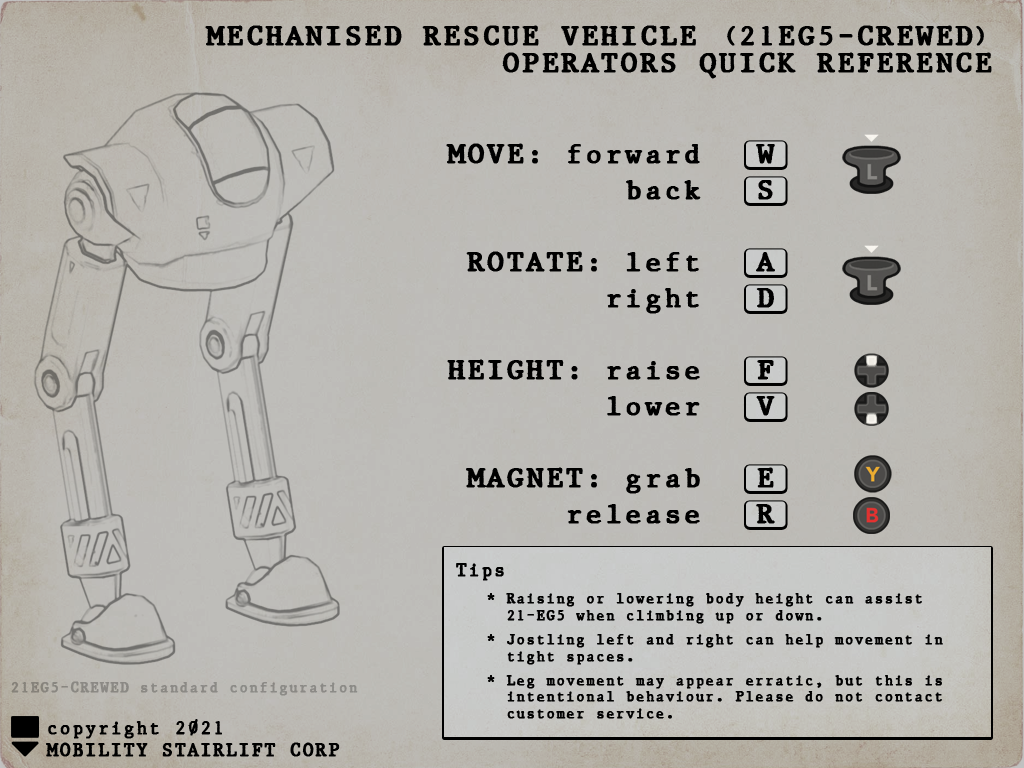 MECHANISED RESCUE VEHICLE (21EG5-CREWED)
OPERATORS QUICK REFERENCE
MOVE: forward W L
back S
ROTATE: left A L
right D
HEIGHT: raise F
lower V
MAGNET: grab E Y
release R B
Tips
* Raising or lowering body height can assist
21-EG5 when climbing up or down.
* Jostling left and right can help movement in
tight spaces.
* Leg movement may appear erratic, but this is
intentional behaviour. Please do not contact
customer service.
21EG5-CREWED standard configuration
copyright 2021
MOBILITY STAIRLIFT CORP